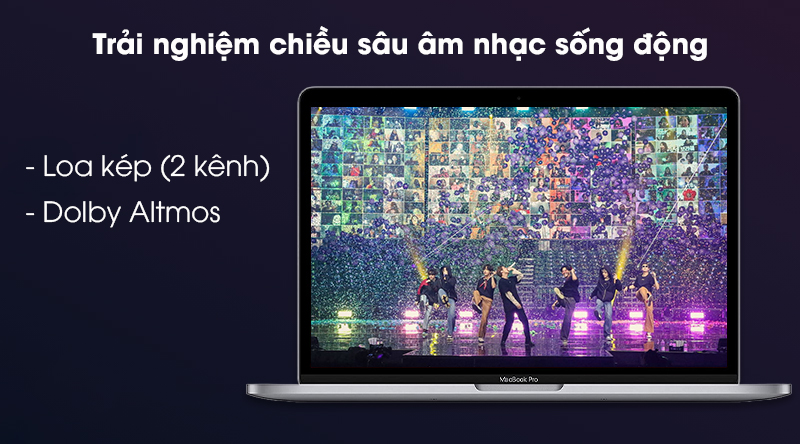 Trải nghiệm chiều sâu âm nhạc sống động
- Loa kép (2 kênh)
- Dolby Altmos
MacBook Pro